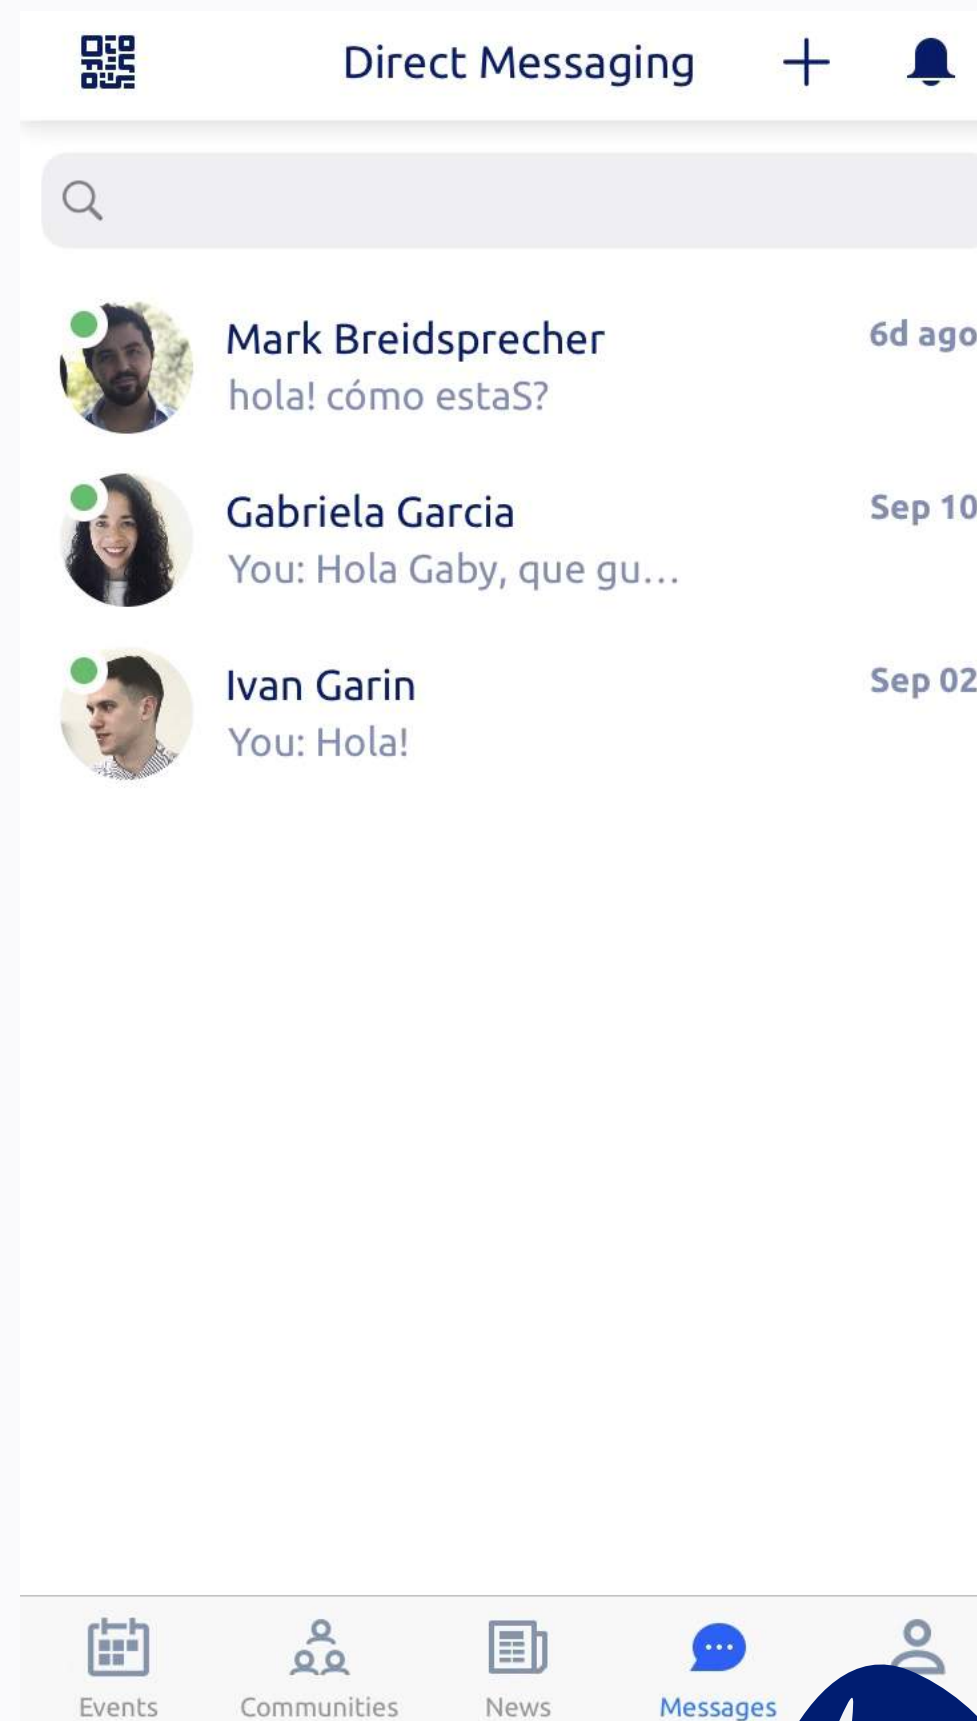 Direct Messaging
Mark Breidsprecher
6d ago
hola! cómo estaS?
Gabriela Garcia
Sep 10
You: Hola Gaby, que gu...
Ivan Garin
Sep 02
You: Hola!
Events
Communities
News
Messages